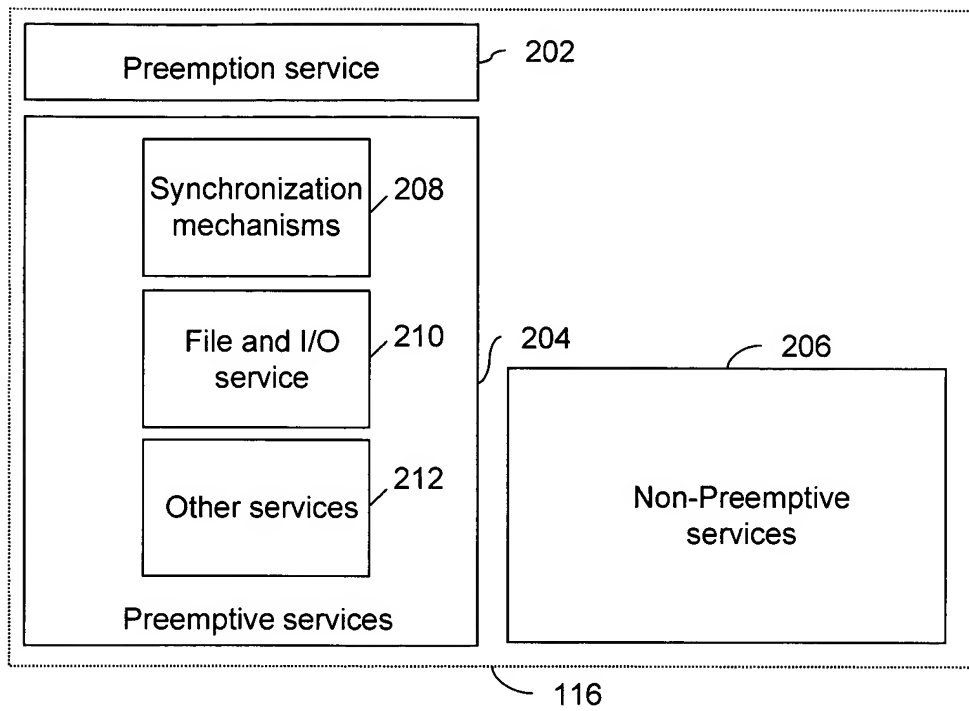 Preemption service
202
Synchronization
mechanisms
208
File and I/O
service
210
204
Other services
212
Preemptive services
206
Non-Preemptive
services
116